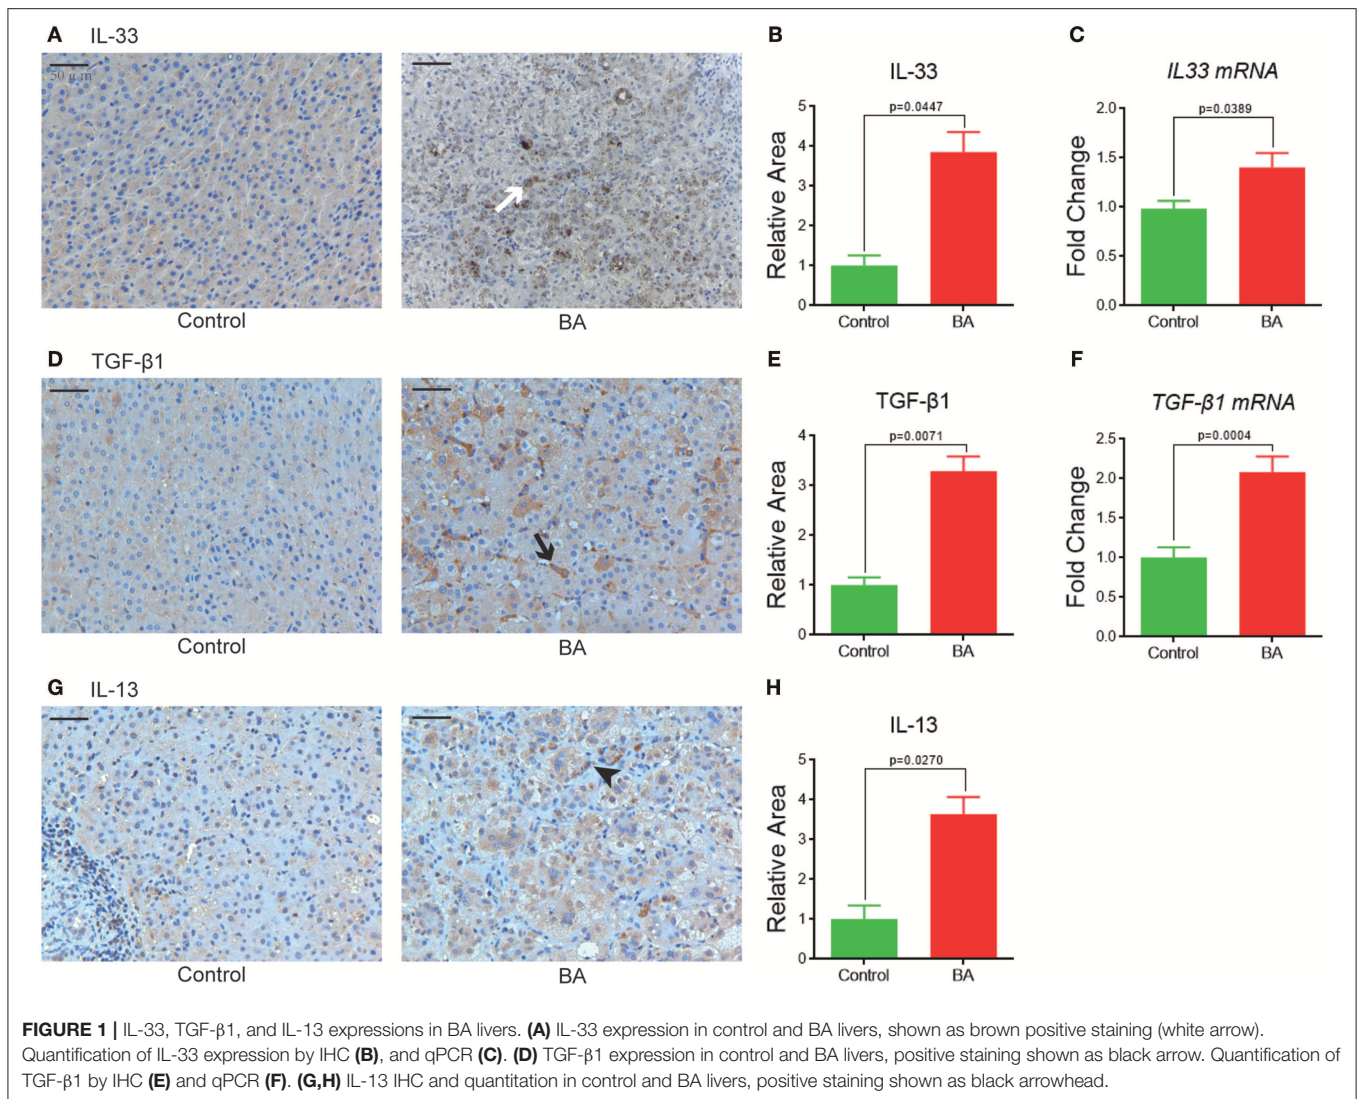 A IL-33
50 μm
Control
BA
B
IL-33
p=0.0447
Relative Area
5
4
3
2
1
0
Control
BA
C
IL33 mRNA
p=0.0389
Fold Change
2.0
1.5
1.0
0.5
0.0
Control
BA
D TGF-β1
Control
BA
E
TGF-β1
p=0.0071
Relative Area
4
3
2
1
0
Control
BA
F
TGF-β1 mRNA
p=0.0004
Fold Change
2.5
2.0
1.5
1.0
0.5
0.0
Control
BA
G IL-13
Control
BA
H
IL-13
p=0.0270
Relative Area
5
4
3
2
1
0
Control
BA
FIGURE 1 | IL-33, TGF-β1, and IL-13 expressions in BA livers. (A) IL-33 expression in control and BA livers, shown as brown positive staining (white arrow).
Quantification of IL-33 expression by IHC (B), and qPCR (C). (D) TGF-β1 expression in control and BA livers, positive staining shown as black arrow. Quantification of
TGF-β1 by IHC (E) and qPCR (F). (G,H) IL-13 IHC and quantitation in control and BA livers, positive staining shown as black arrowhead.